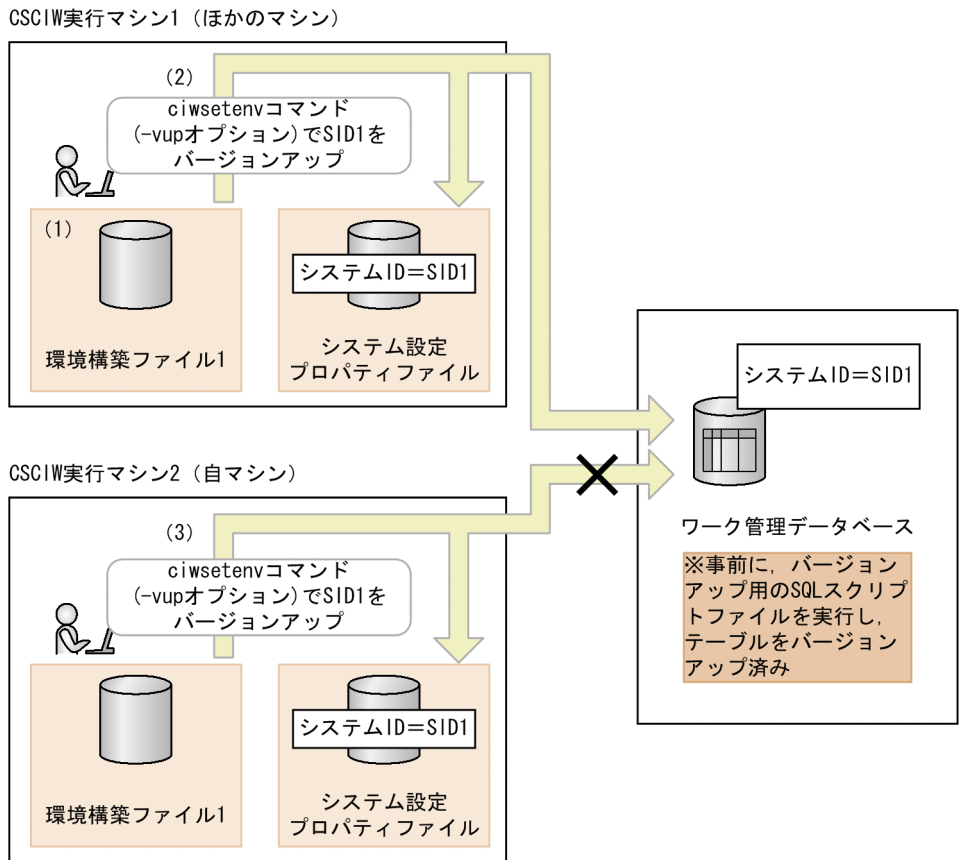 CSCIW実行マシン1（ほかのマシン）
(2)
ciwsetenvコマンド
(-vupオプション)でSID1を
バージョンアップ
(1)
環境構築ファイル1
システムID＝SID1
システム設定
プロパティファイル
システムID＝SID1
ワーク管理データベース
※事前に，バージョン
アップ用のSQLスクリプ
トファイルを実行し，
テーブルをバージョン
アップ済み
CSCIW実行マシン2（自マシン）
(3)
ciwsetenvコマンド
(-vupオプション)でSID1を
バージョンアップ
環境構築ファイル1
システムID＝SID1
システム設定
プロパティファイル